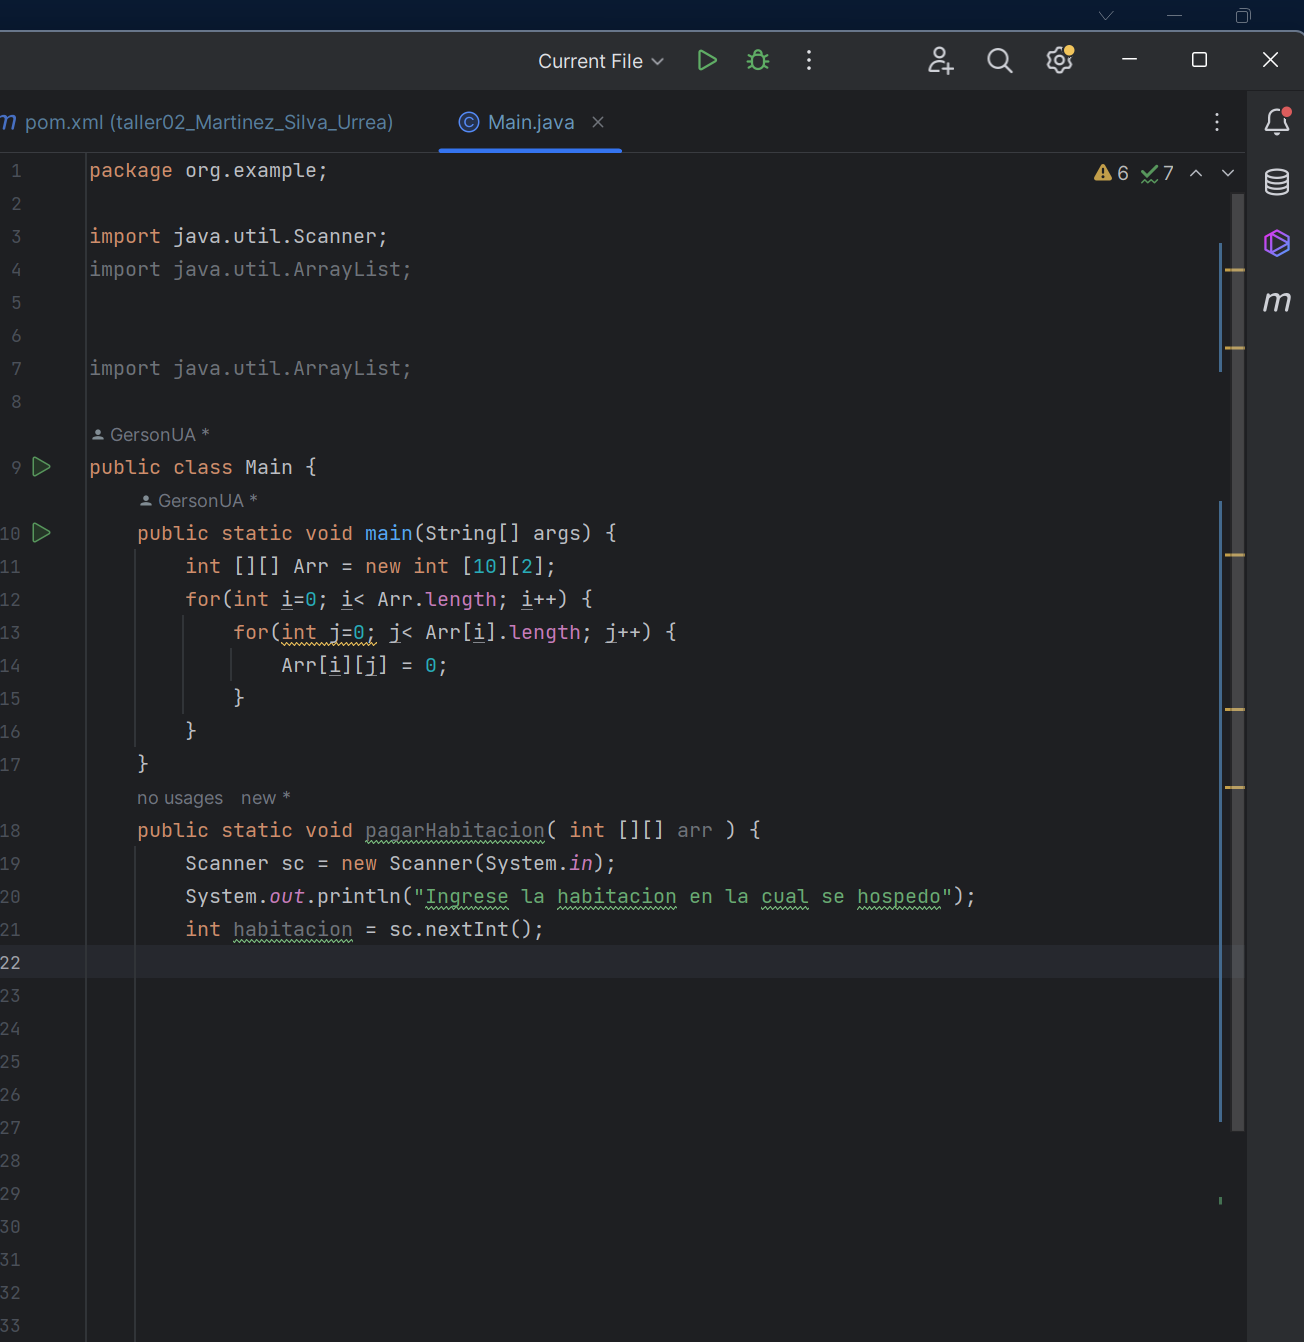 Current File
m pom.xml (taller02_Martinez_Silva_Urrea)
Main.java
1 package org.example;
6 7
2
3 import java.util.Scanner;
4 import java.util.ArrayList;
5
6
7 import java.util.ArrayList;
8
GersonUA *
9 public class Main {
GersonUA *
10 public static void main(String[] args) {
11 int [][] Arr = new int [10][2];
12 for(int i=0; i< Arr.length; i++) {
13 for(int j=0; j< Arr[i].length; j++) {
14 Arr[i][j] = 0;
15 }
16 }
17 }
no usages new *
18 public static void pagarHabitacion( int [][] arr ) {
19 Scanner sc = new Scanner(System.in);
20 System.out.println("Ingrese la habitacion en la cual se hospedo");
21 int habitacion = sc.nextInt();
22
23
24
25
26
27
28
29
30
31
32
33
m